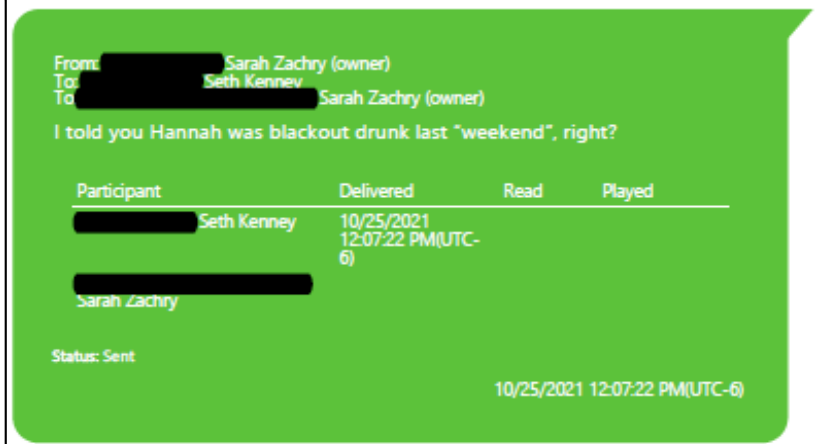 From: Sarah Zachry (owner)
To: Seth Kenney
To Sarah Zachry (owner)
I told you Hannah was blackout drunk last "weekend", right?
Participant Delivered Read Played
Seth Kenney 10/25/2021
12:07:22 PM(UTC-
6)
Sarah Zachry
Status: Sent
10/25/2021 12:07:22 PM(UTC-6)